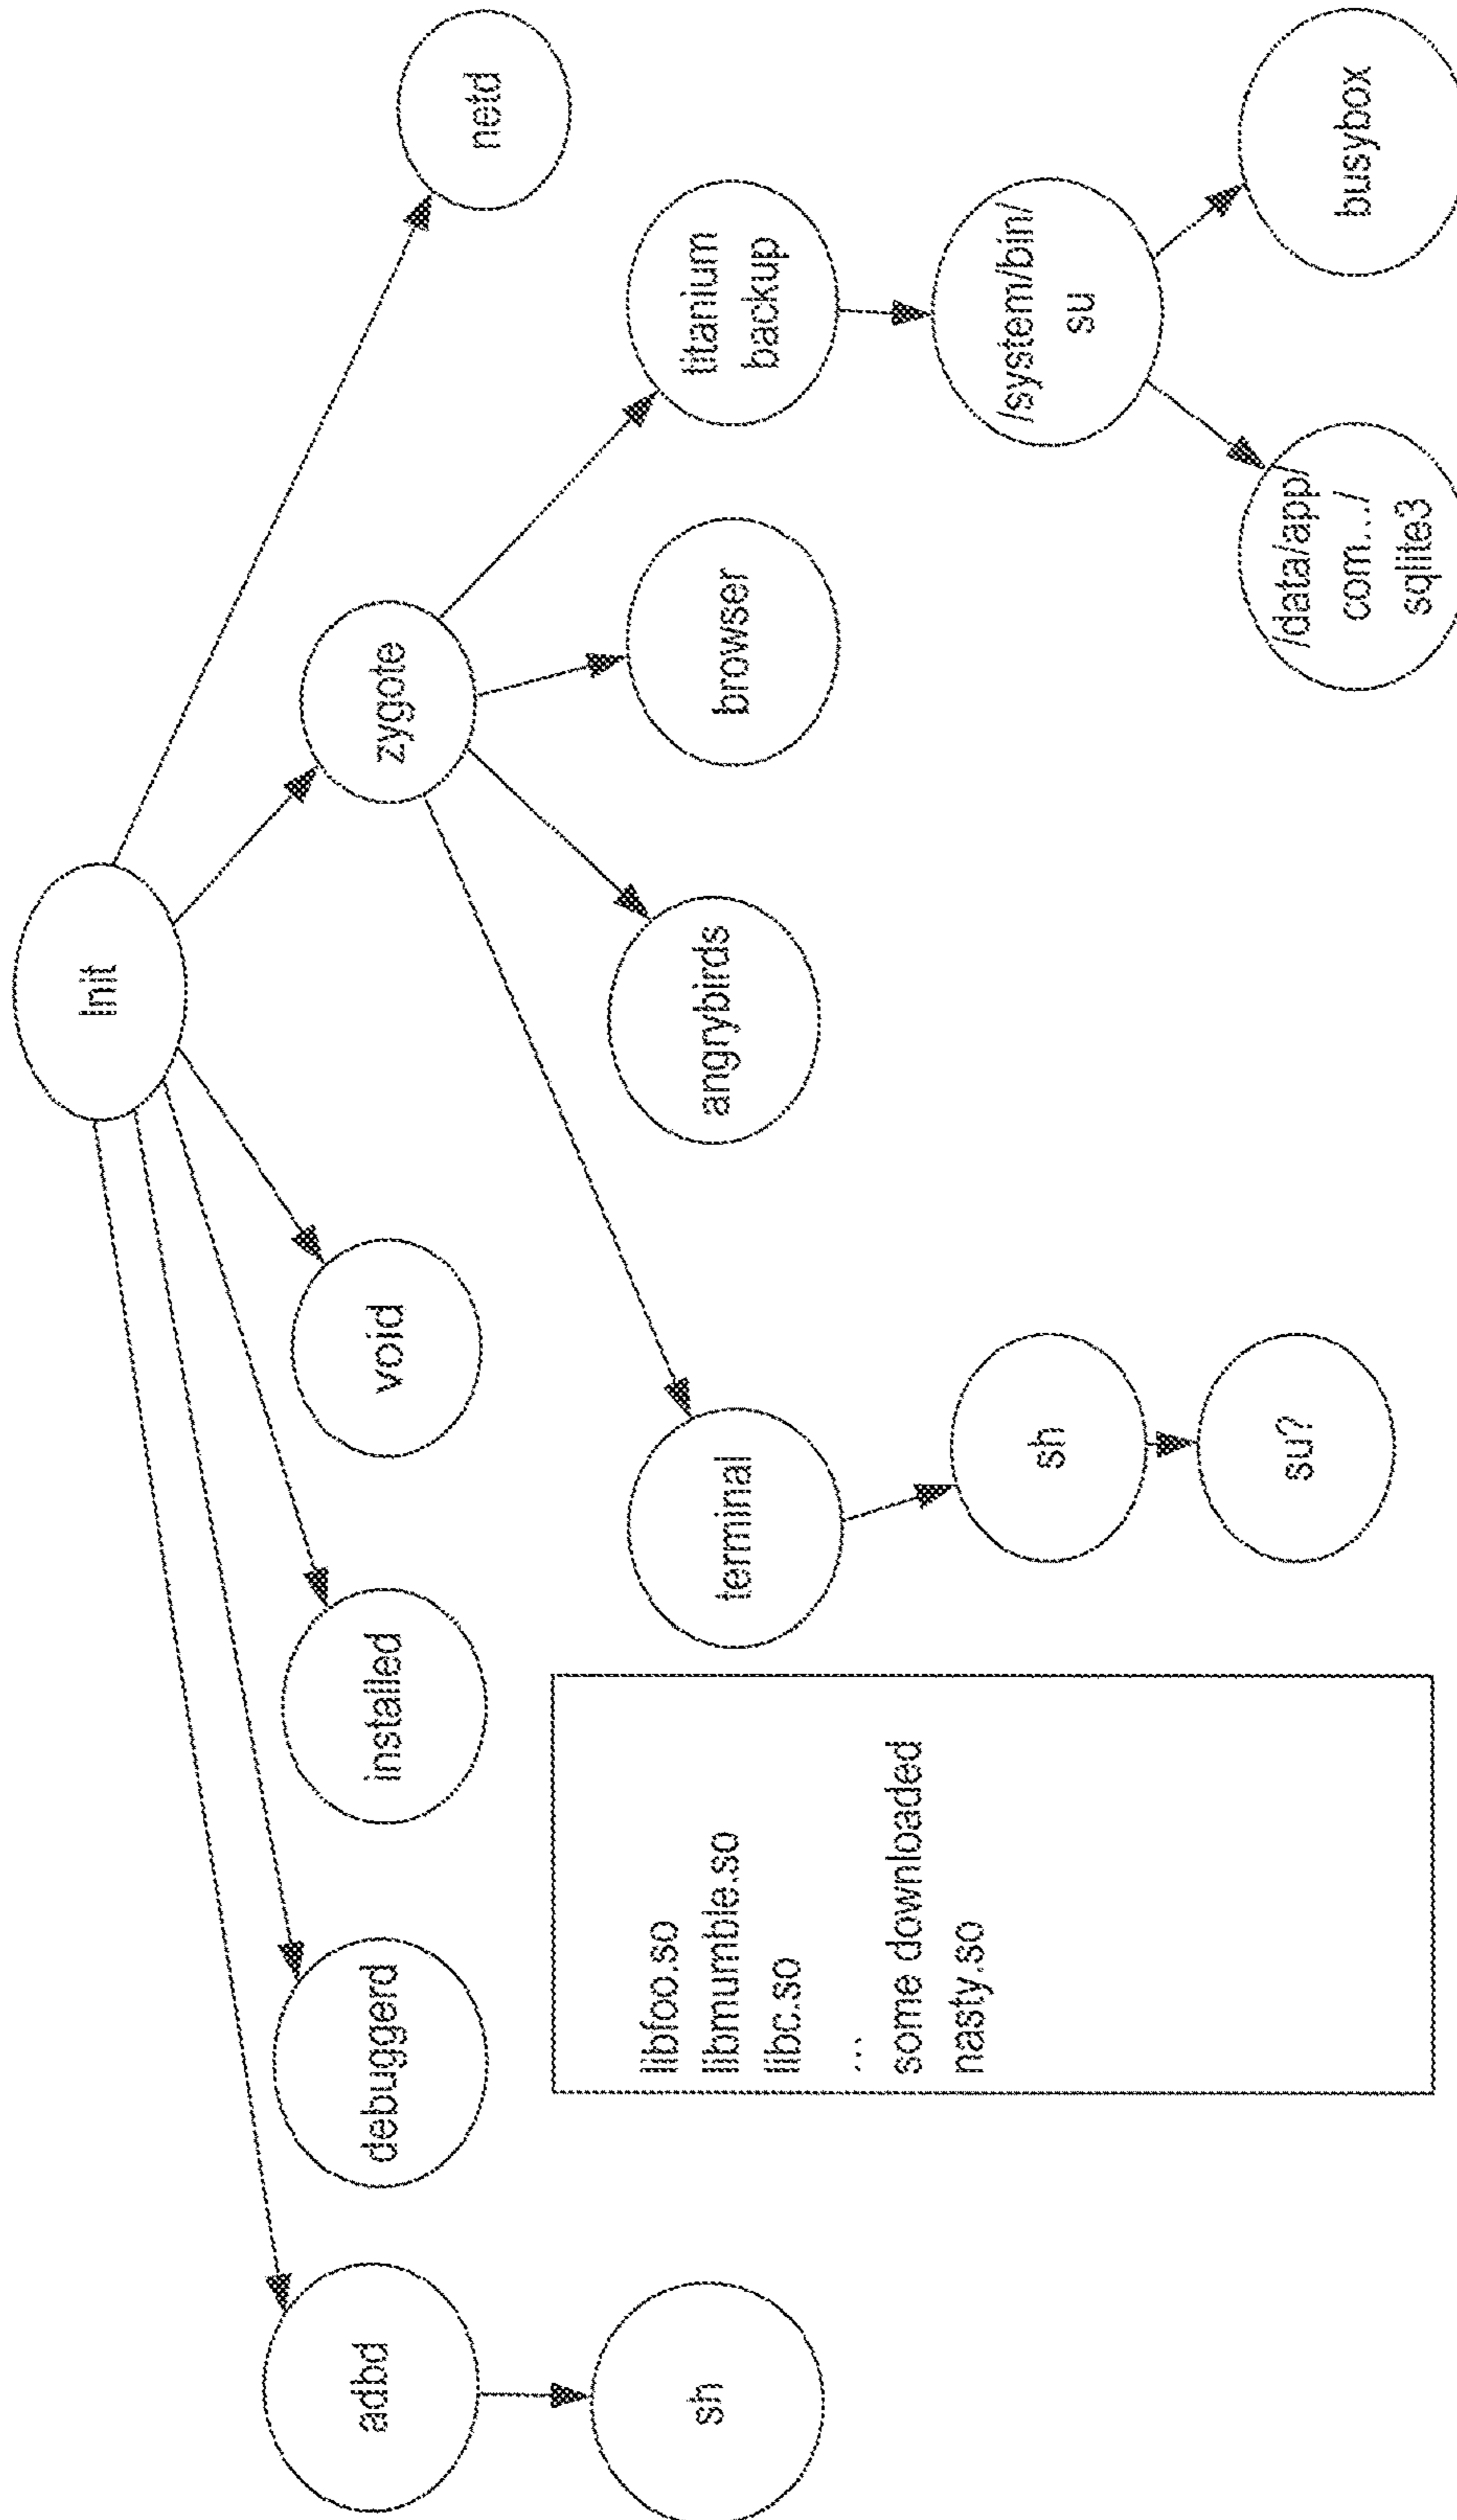 init
adbd
debuggerd
installed
void
zygote
netd
sh
terminal
angrybirds
browser
titanium
backup
sh
su?
/system/bin/
su
/data/app/
com.../
sqlite3
busybox
libfoo.so
libmumble.so
libc.so
...
some downloaded
nasty.so